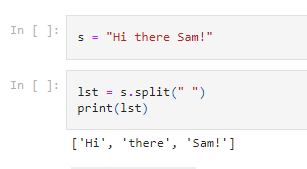 In [ ]: s = "Hi there Sam!"
In [ ]: lst = s.split(" ")
print(lst)
['Hi', 'there', 'Sam!']